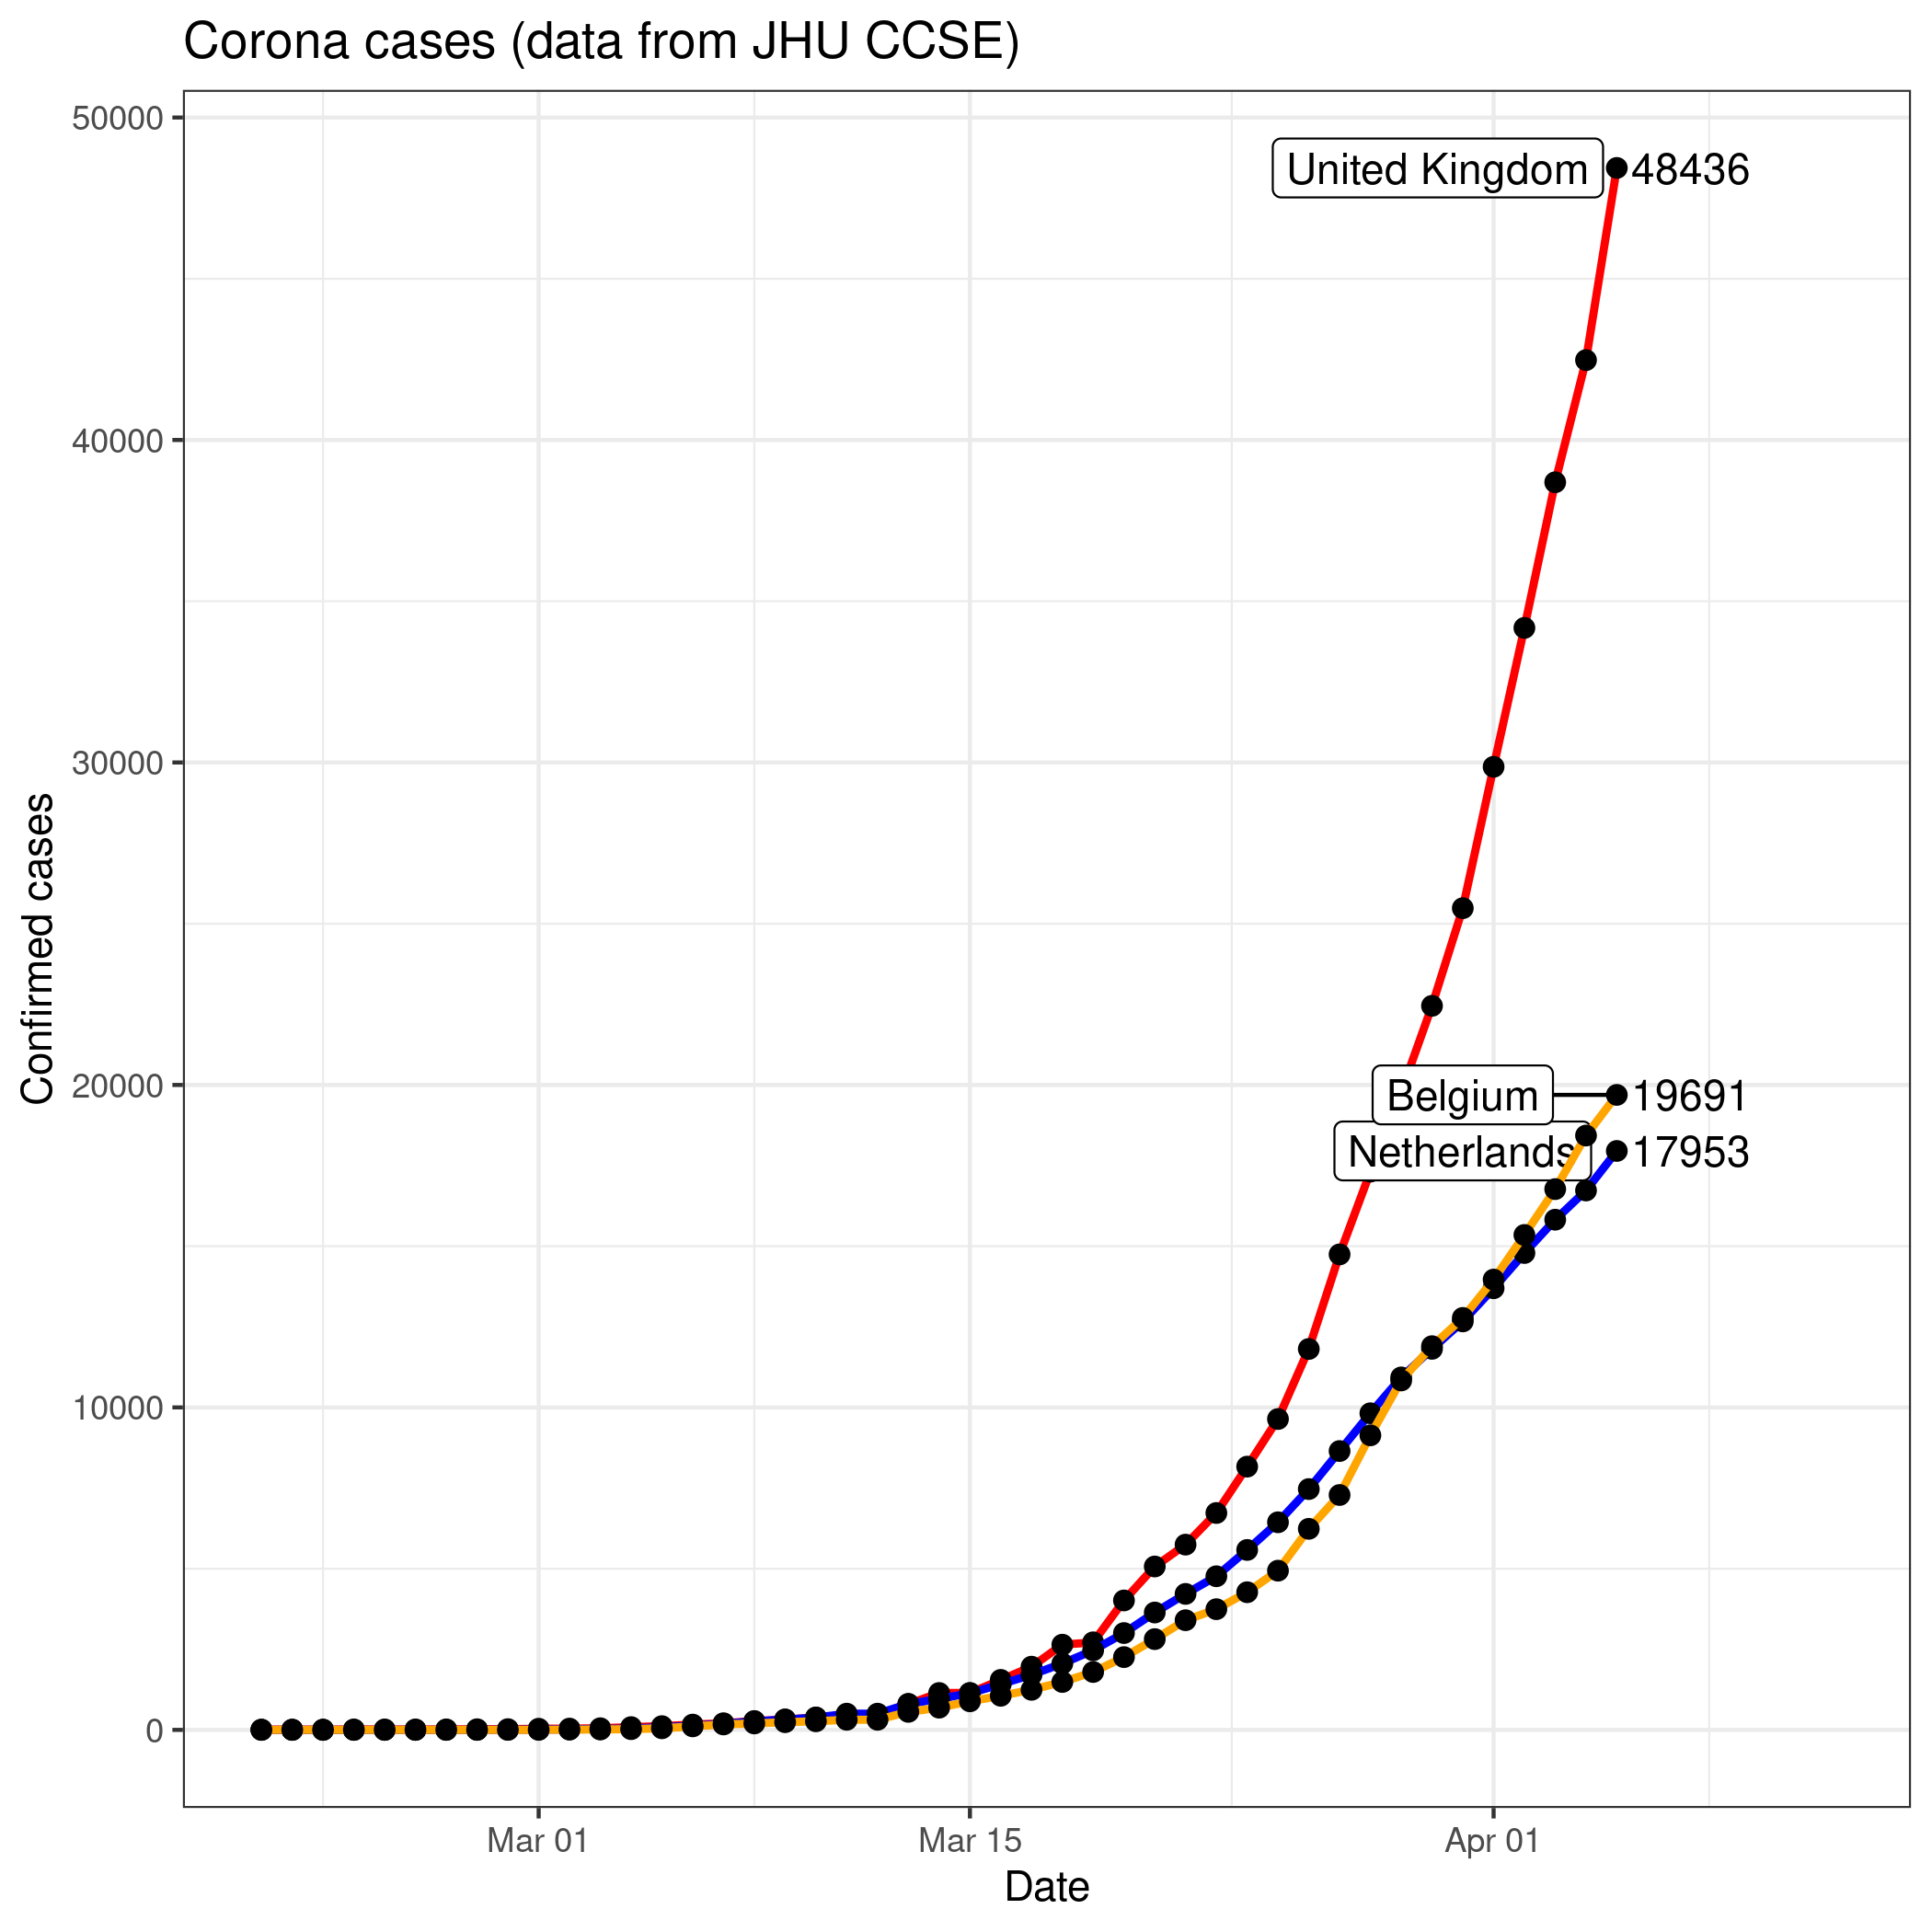 Corona cases (data from JHU CCSE)
50000
United Kingdom 48436
40000
30000
20000
Belgium 19691
Netherlands 17953
10000
0
Confirmed cases
Mar 01 Mar 15 Apr 01
Date